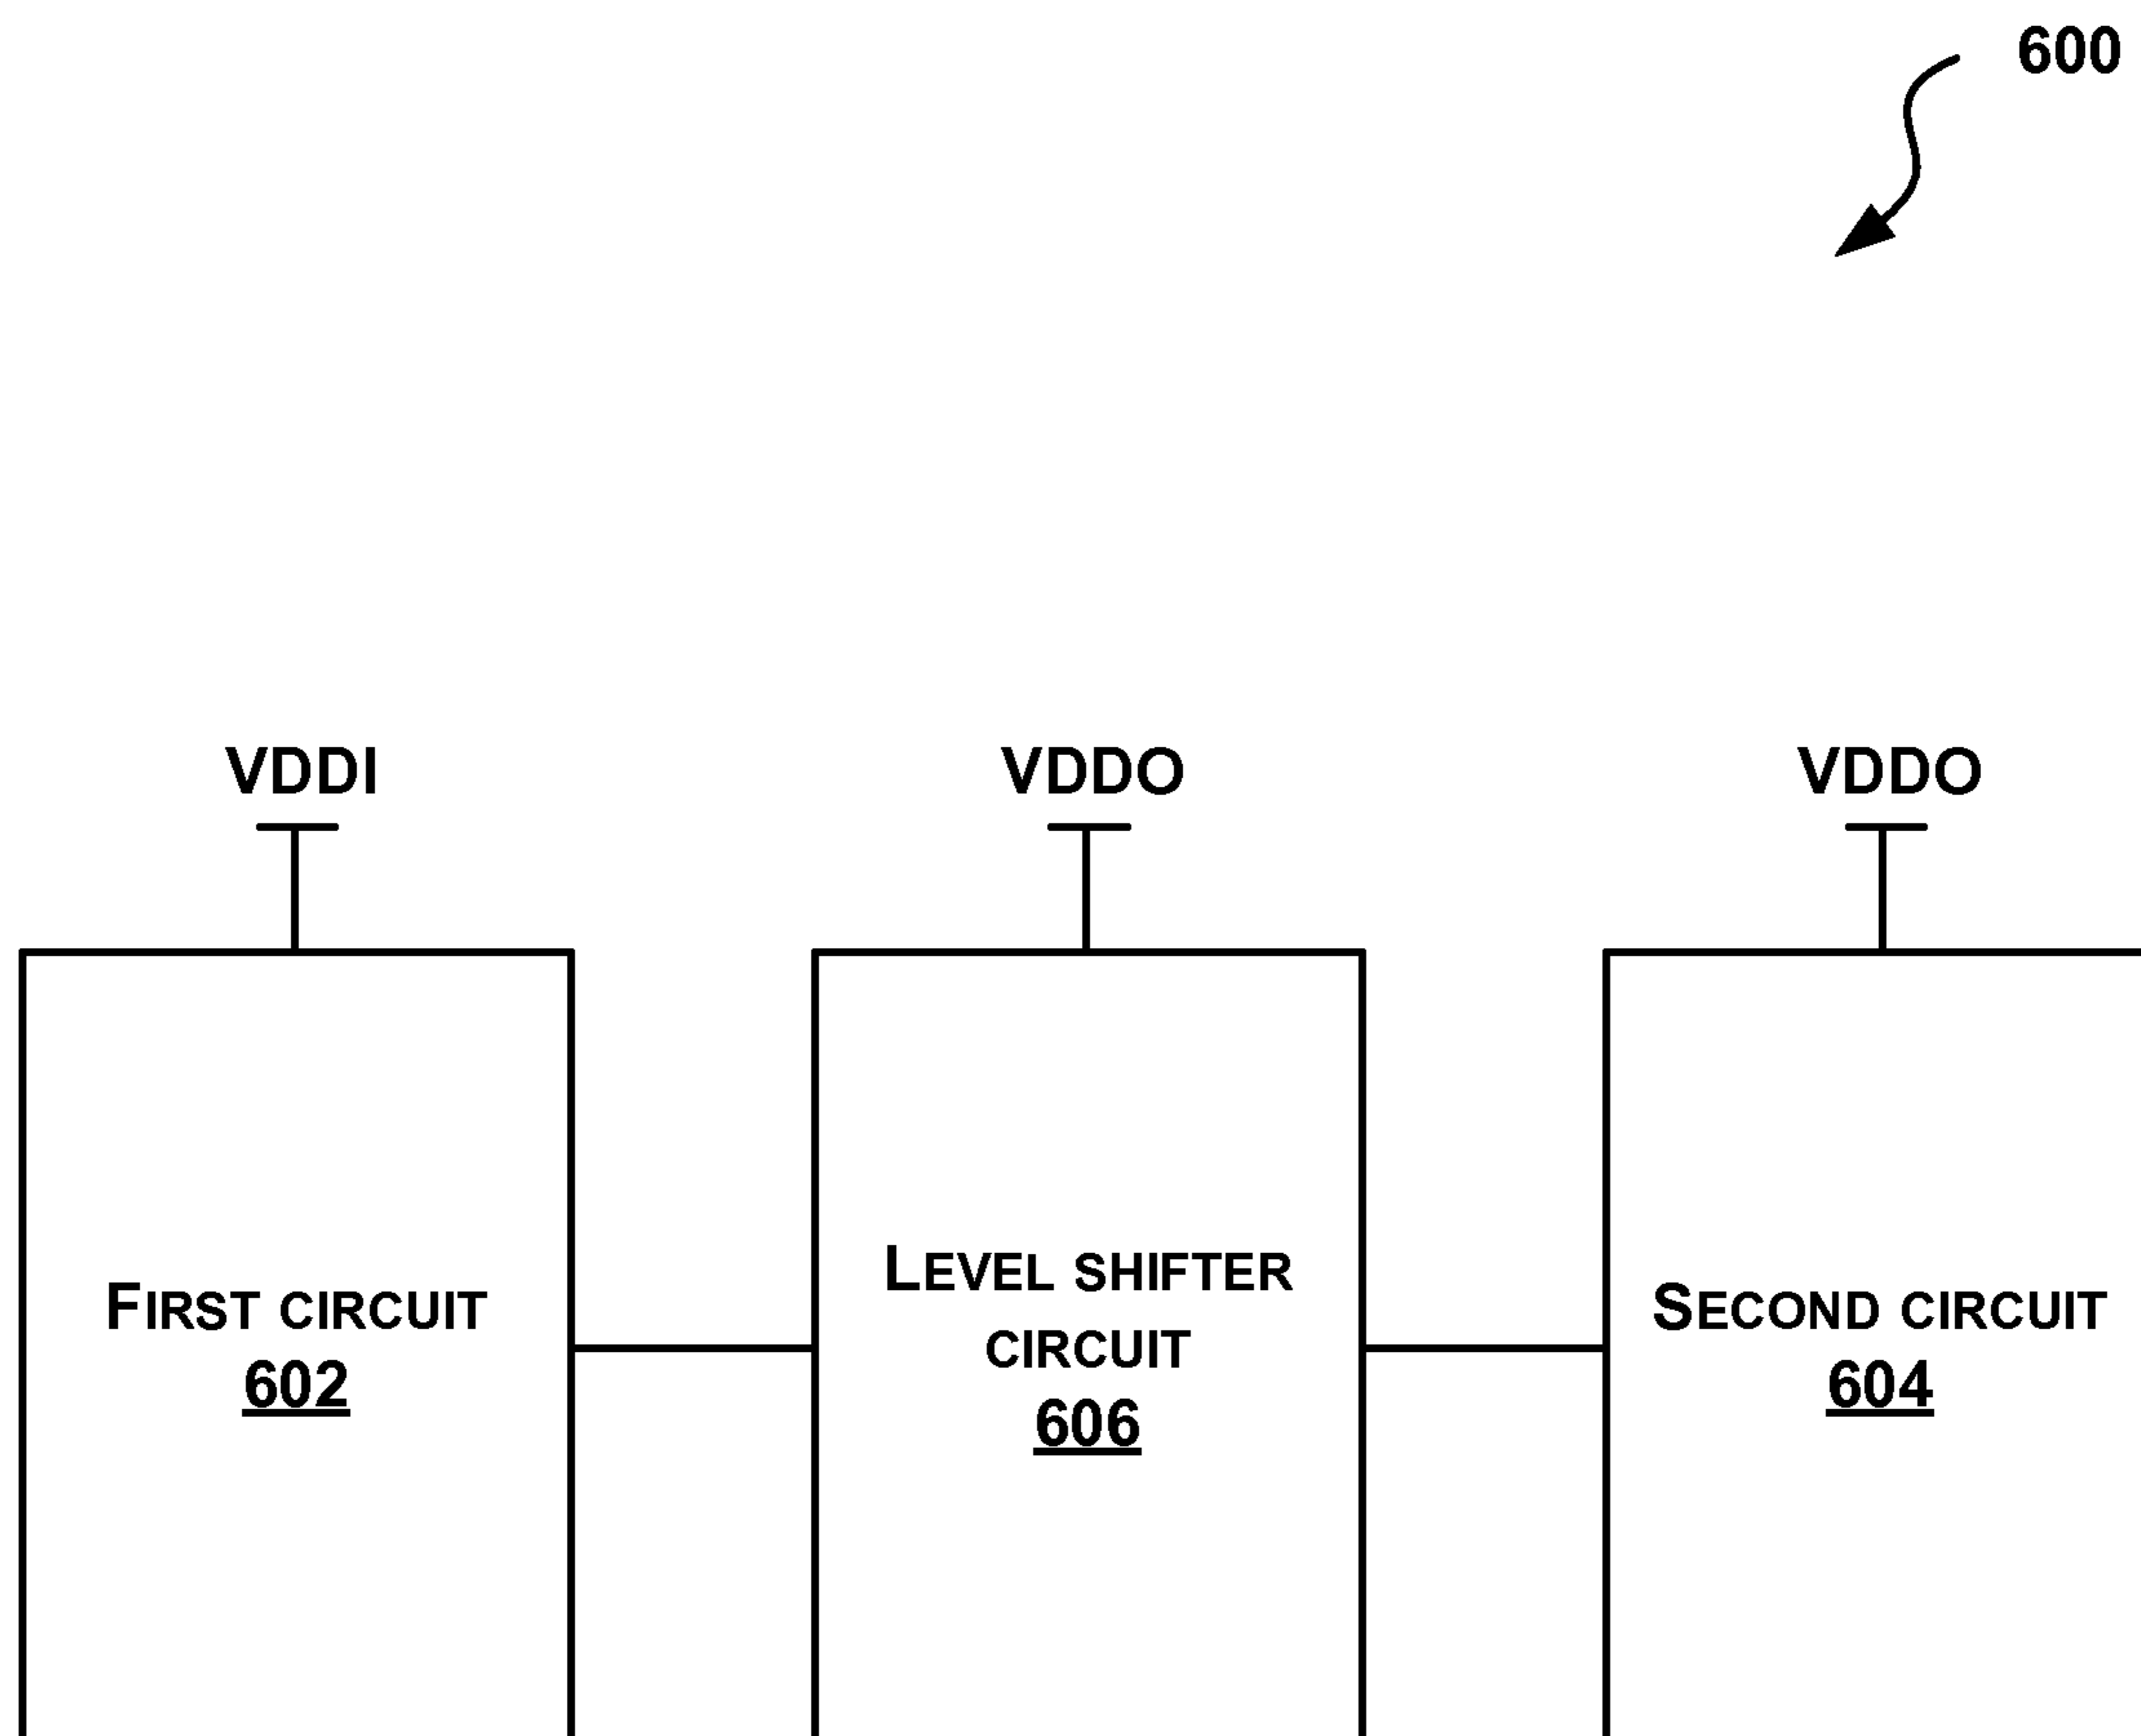 600
VDDI
VDDO
VDDO
FIRST CIRCUIT
602
LEVEL SHIFTER
CIRCUIT
606
SECOND CIRCUIT
604